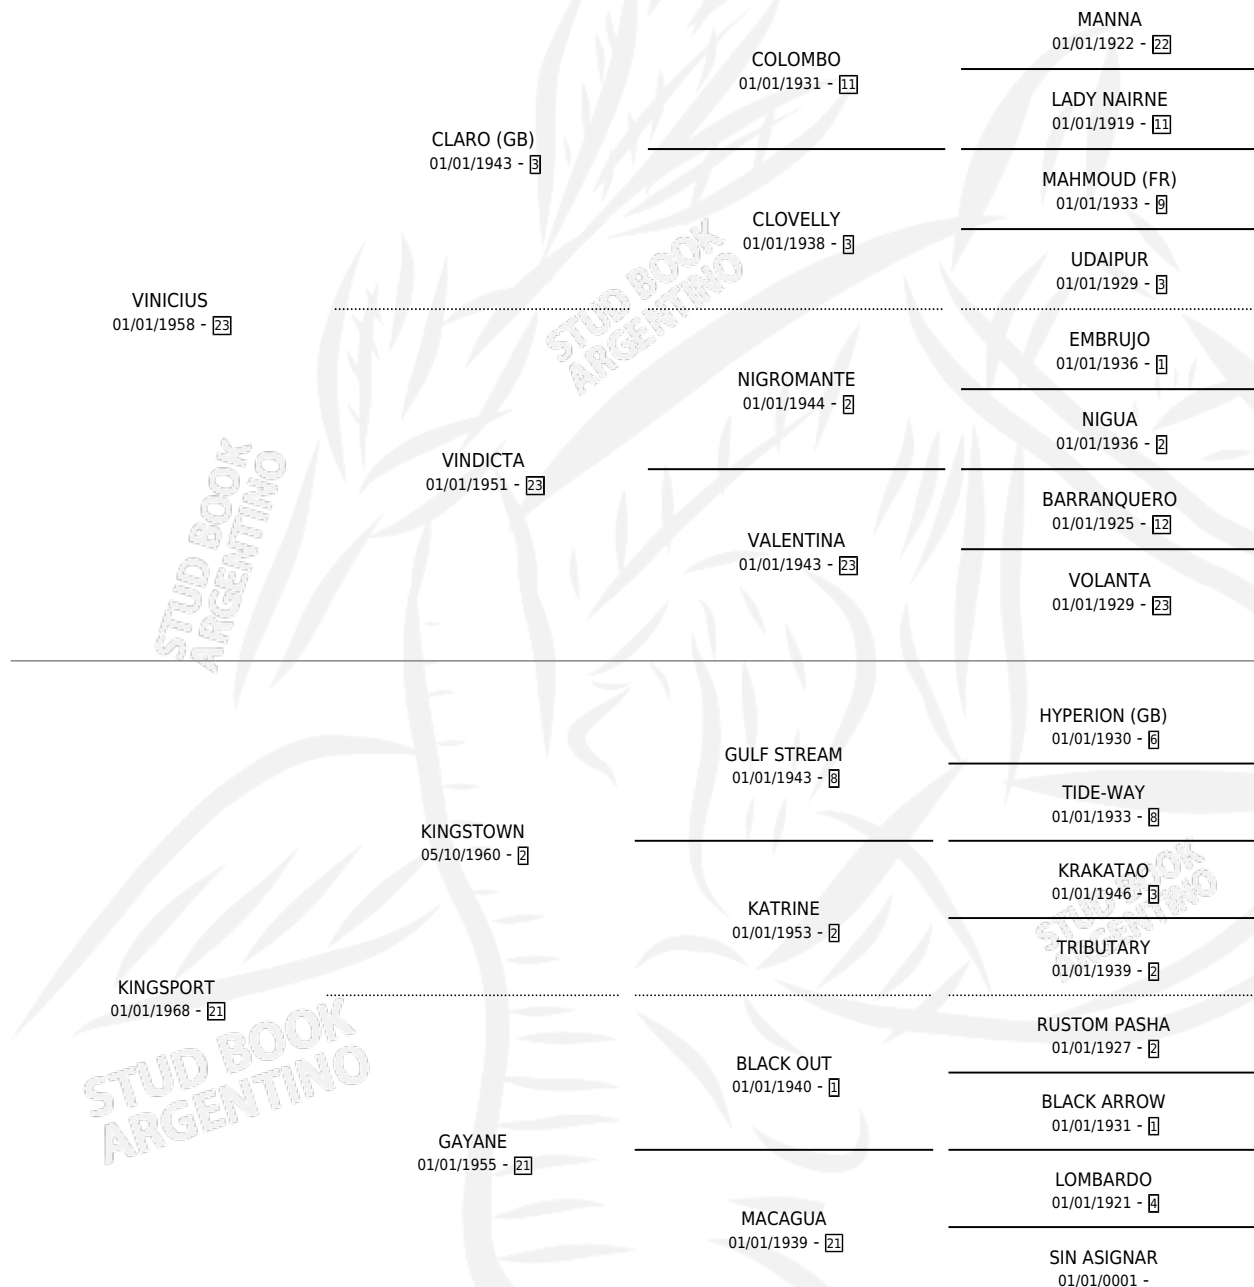 MANNA
01/01/1922 - 22
COLOMBO
01/01/1931 - 11
LADY NAIRNE
01/01/1919 - 11
CLARO (GB)
01/01/1943 - 3
MAHMOUD (FR)
01/01/1933 - 9
CLOVELLY
01/01/1938 - 3
UDAIPUR
01/01/1929 - 3
VINICIUS
01/01/1958 - 23
EMBRUJO
01/01/1936 - 1
NIGROMANTE
01/01/1944 - 2
NIGUA
01/01/1936 - 2
VINDICTA
01/01/1951 - 23
BARRANQUERO
01/01/1925 - 12
VALENTINA
01/01/1943 - 23
VOLANTA
01/01/1929 - 23
HYPERION (GB)
01/01/1930 - 6
GULF STREAM
01/01/1943 - 8
TIDE-WAY
01/01/1933 - 8
KINGSTOWN
05/10/1960 - 2
KRAKATAO
01/01/1946 - 3
KATRINE
01/01/1953 - 2
TRIBUTARY
01/01/1939 - 2
KINGSPORT
01/01/1968 - 21
RUSTOM PASHA
01/01/1927 - 2
BLACK OUT
01/01/1940 - 1
BLACK ARROW
01/01/1931 - 1
GAYANE
01/01/1955 - 21
LOMBARDO
01/01/1921 - 4
MACAGUA
01/01/1939 - 21
SIN ASIGNAR
01/01/0001 -
STUD BOOK
ARGENTINO
STUD BOOK
ARGENTINO
STUD BOOK
ARGENTINO
STUD BOOK
ARGENTINO